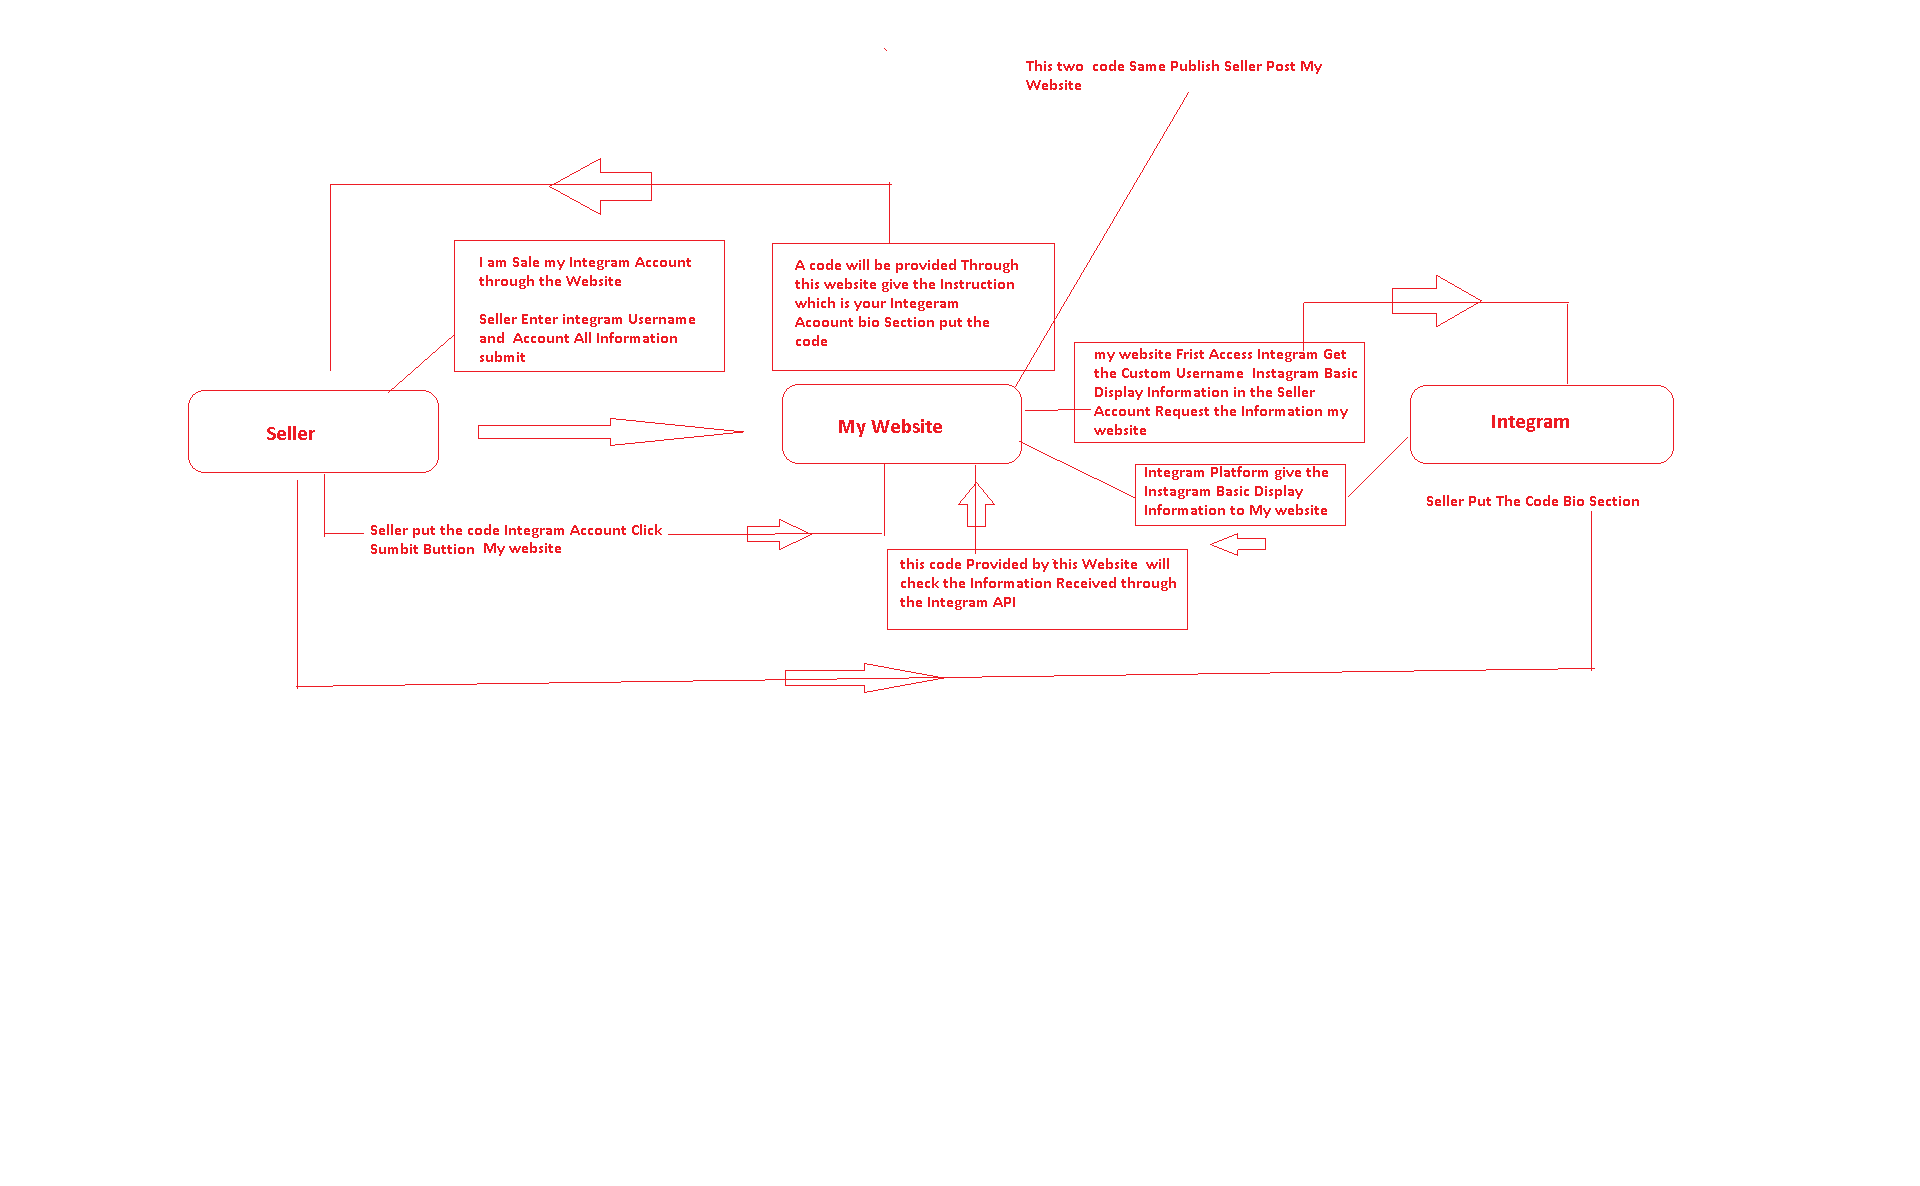 This two  code Same Publish Seller Post My
Website
I am Sale my Integram Account
through the Website
Seller Enter integram Username
and  Account All Information
submit
A code will be provided Through
this website give the Instruction
which is your Integeram
Acoount bio Section put the
code
my website Frist Access Integram Get
the Custom Username  Instagram Basic
Display Information in the Seller
Account Request the Information my
website
Seller
My Website
Integram
Integram Platform give the
Instagram Basic Display
Information to My website
Seller Put The Code Bio Section
Seller put the code Integram Account Click
Sumbit Buttion  My website
this code Provided by this Website  will
check the Information Received through
the Integram API